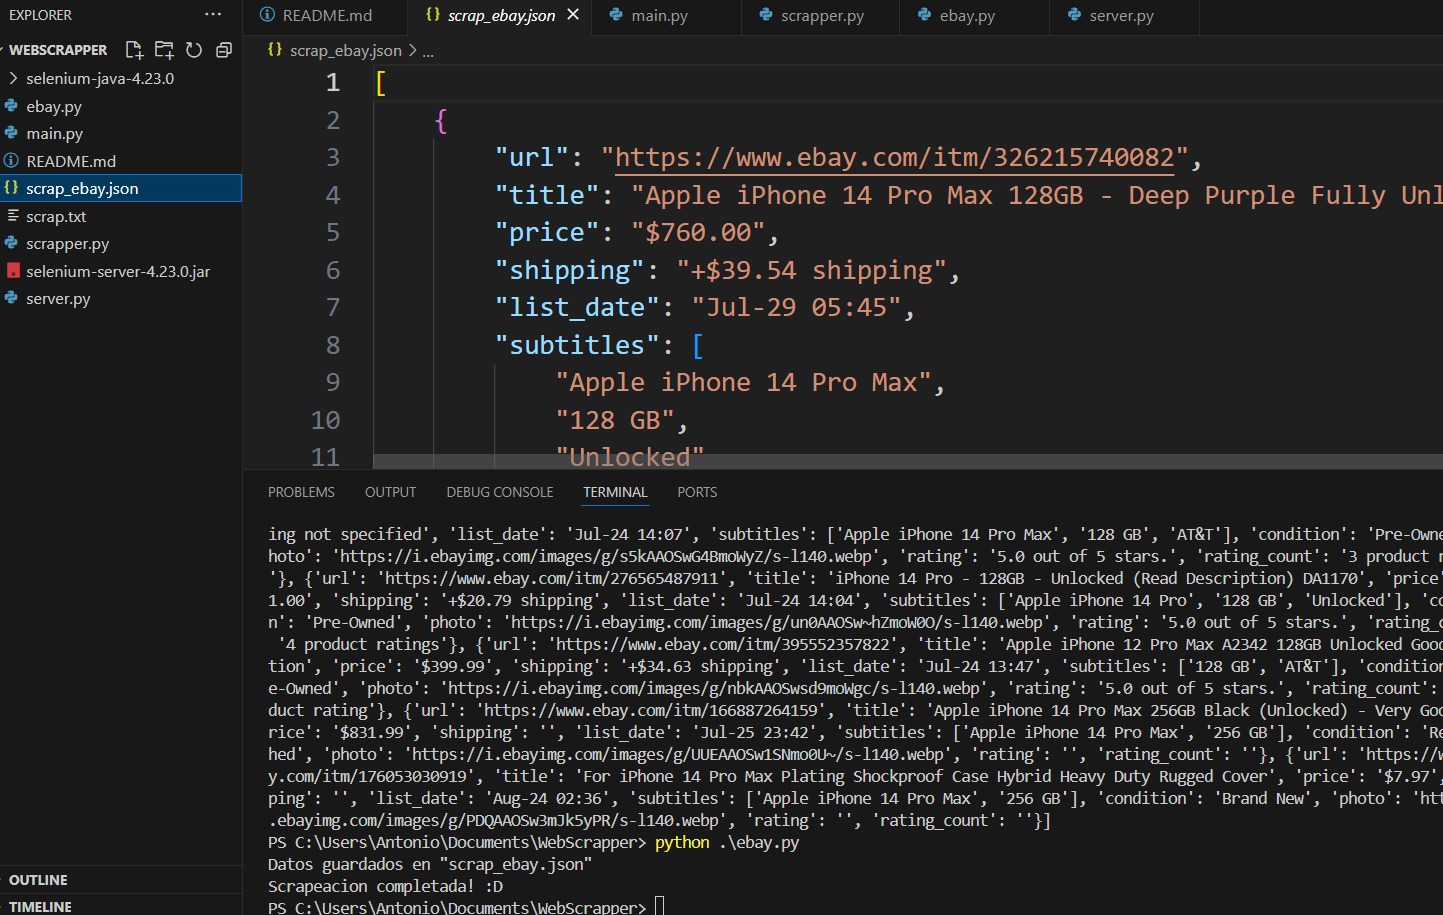 EXPLORER
WEBSCRAPPER
selenium-java-4.23.0
ebay.py
main.py
README.md
scrap_ebay.json
scrap.txt
scrapper.py
selenium-server-4.23.0.jar
server.py
OUTLINE
TIMELINE
README.md
{} scrap_ebay.json
main.py
scrapper.py
ebay.py
server.py
{} scrap_ebay.json > ...
1 [
2 {
3 "url": "https://www.ebay.com/itm/326215740082",
4 "title": "Apple iPhone 14 Pro Max 128GB - Deep Purple Fully Unl
5 "price": "$760.00",
6 "shipping": "+$39.54 shipping",
7 "list_date": "Jul-29 05:45",
8 "subtitles": [
9 "Apple iPhone 14 Pro Max",
10 "128 GB",
11 "Unlocked"
PROBLEMS OUTPUT DEBUG CONSOLE TERMINAL PORTS
ing not specified', 'list_date': 'Jul-24 14:07', 'subtitles': ['Apple iPhone 14 Pro Max', '128 GB', 'AT&T'], 'condition': 'Pre-Owne
hoto': 'https://i.ebayimg.com/images/g/s5kAAOSwG4BmoWyZ/s-l140.webp', 'rating': '5.0 out of 5 stars.', 'rating_count': '3 product r
'}, {'url': 'https://www.ebay.com/itm/276565487911', 'title': 'iPhone 14 Pro - 128GB - Unlocked (Read Description) DA1170', 'price'
1.00', 'shipping': '+$20.79 shipping', 'list_date': 'Jul-24 14:04', 'subtitles': ['Apple iPhone 14 Pro', '128 GB', 'Unlocked'], 'co
n': 'Pre-Owned', 'photo': 'https://i.ebayimg.com/images/g/un0AAOSw~hZmoW0O/s-l140.webp', 'rating': '5.0 out of 5 stars.', 'rating_c
'4 product ratings'}, {'url': 'https://www.ebay.com/itm/395552357822', 'title': 'Apple iPhone 12 Pro Max A2342 128GB Unlocked Good
tion', 'price': '$399.99', 'shipping': '+$34.63 shipping', 'list_date': 'Jul-24 13:47', 'subtitles': ['128 GB', 'AT&T'], 'condition
e-Owned', 'photo': 'https://i.ebayimg.com/images/g/nbkAAOSwsd9moWgc/s-l140.webp', 'rating': '5.0 out of 5 stars.', 'rating_count':
duct rating'}, {'url': 'https://www.ebay.com/itm/166887264159', 'title': 'Apple iPhone 14 Pro Max 256GB Black (Unlocked) - Very Goo
rice': '$831.99', 'shipping': '', 'list_date': 'Jul-25 23:42', 'subtitles': ['Apple iPhone 14 Pro Max', '256 GB'], 'condition': 'Re
hed', 'photo': 'https://i.ebayimg.com/images/g/UUEAAOSw1SNmo0U~/s-l140.webp', 'rating': '', 'rating_count': ''}, {'url': 'https://w
y.com/itm/176053030919', 'title': 'For iPhone 14 Pro Max Plating Shockproof Case Hybrid Heavy Duty Rugged Cover', 'price': '$7.97',
ping': '', 'list_date': 'Aug-24 02:36', 'subtitles': ['Apple iPhone 14 Pro Max', '256 GB'], 'condition': 'Brand New', 'photo': 'htt
.ebayimg.com/images/g/PDQAAOSw3mJk5yPR/s-l140.webp', 'rating': '', 'rating_count': ''}]
PS C:\Users\Antonio\Documents\WebScrapper> python .\ebay.py
Datos guardados en "scrap_ebay.json"
Scrapeacion completada! :D
PS C:\Users\Antonio\Documents\WebScrapper>